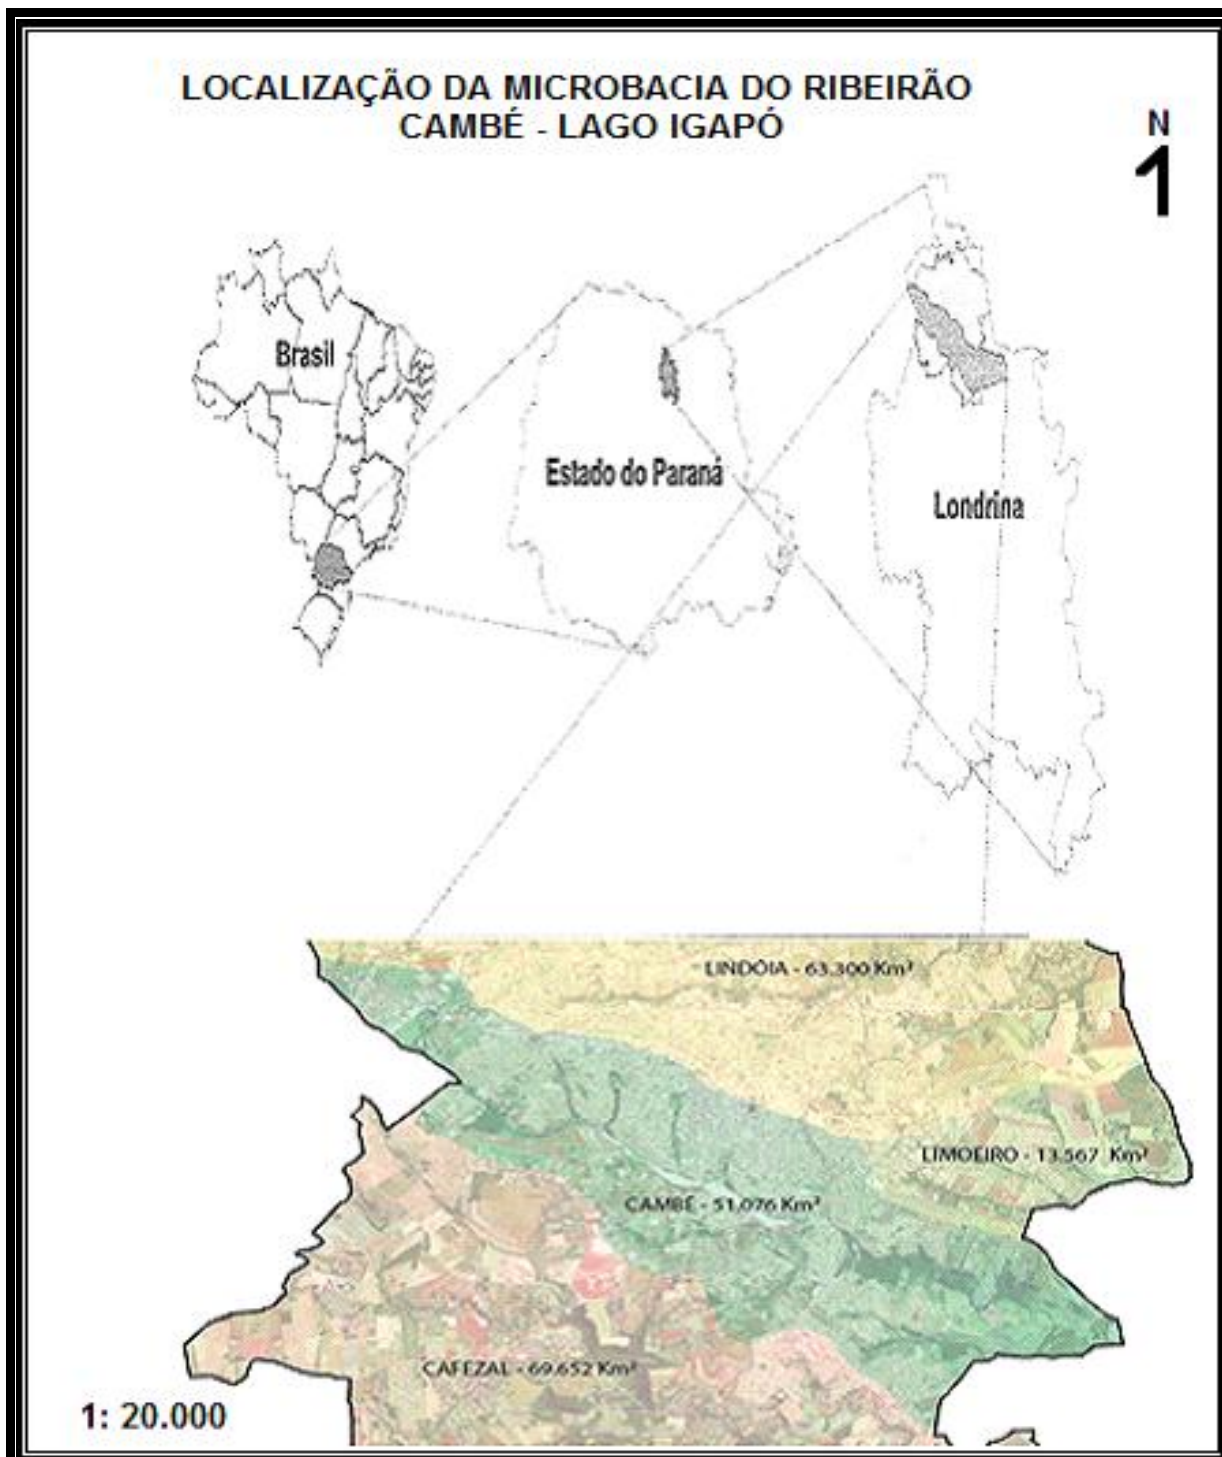 LOCALIZAÇÃO DA MICROBACIA DO RIBEIRÃO
CAMBÉ - LAGO IGAPÓ
N
1
Brasil
Estado do Paraná
Londrina
LINDÓIA - 63.300 Km²
LIMOEIRO - 13.567 Km²
CAMBÉ - 51.076 Km²
CAFEZAL - 69.652 Km²
1: 20.000